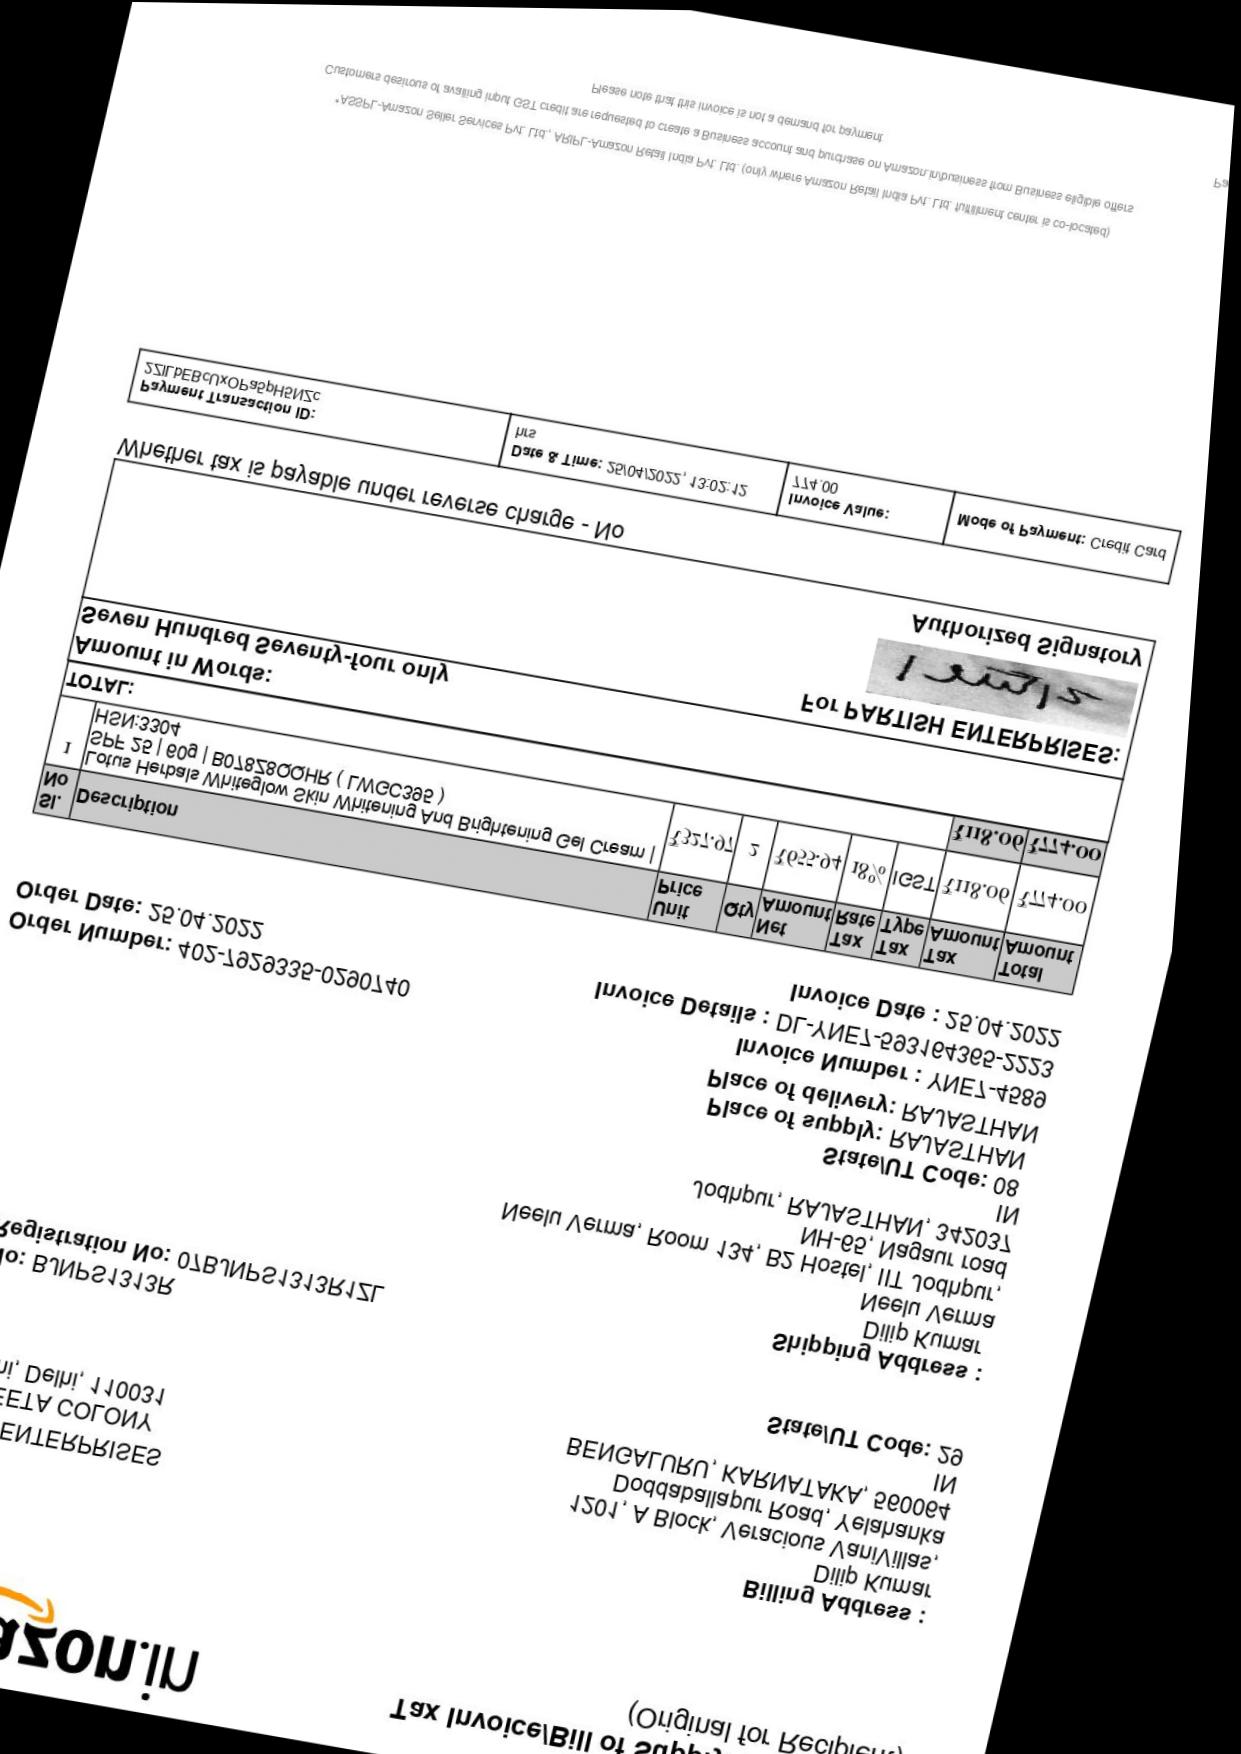 Tax Invoice/Bill of Supply
(Original for Recipient)
azon.in
Billing Address :
Dilip Kumar
1201, A Block, Veracious VaniVillas,
Doddaballapur Road, Yelahanka
BENGALURU, KARNATAKA, 560064
IN
State/UT Code: 29
ENTERPRISES
EETA COLONY
hi, Delhi, 110031
Shipping Address :
Dilip Kumar
Neelu Verma
Neelu Verma, Room 134, B2 Hostel, IIT Jodhpur,
NH-65, Nagaur road
Jodhpur, RAJASTHAN, 342037
IN
State/UT Code: 08
Place of supply: RAJASTHAN
Place of delivery: RAJASTHAN
No: BJNPS1313R
Registration No: 07BJNPS1313R1ZL
Invoice Number : YNE7-4589
Invoice Details : DL-YNE7-593164365-2223
Invoice Date : 25.04.2022
Order Number: 402-7929335-0290740
Order Date: 25.04.2022
Sl. No Description Unit Price Qty Net Amount Tax Rate Tax Type Tax Amount Total Amount
1 Lotus Herbals Whiteglow Skin Whitening And Brightening Gel Cream | ₹327.97 2 ₹655.94 18% IGST ₹118.06 ₹774.00
SPF 25 | 60g | B078Z8QQHR ( LWGC395 )
HSN:3304
TOTAL: ₹118.06 ₹774.00
Amount in Words:
Seven Hundred Seventy-four only
For PARTISH ENTERPRISES:
Authorized Signatory
Whether tax is payable under reverse charge - No
Payment Transaction ID:
2ZILbEBcUxOPa5pH5NZc
Date & Time: 25/04/2022, 13:02:12
hrs
Invoice Value:
774.00
Mode of Payment: Credit Card
*ASSPL-Amazon Seller Services Pvt. Ltd., ARIPL-Amazon Retail India Pvt. Ltd. (only where Amazon Retail India Pvt. Ltd. fulfillment center is co-located)
Customers desirous of availing input GST credit are requested to create a Business account and purchase on Amazon.in/business from Business eligible offers
Please note that this invoice is not a demand for payment
Pa